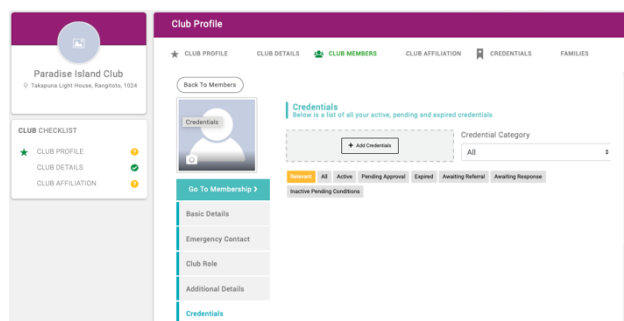 Club Profile
CLUB PROFILE
CLUB DETAILS
CLUB MEMBERS
CLUB AFFILIATION
CREDENTIALS
FAMILIES
Paradise Island Club
Takapuna Light House, Rangitoto, 1024
CLUB CHECKLIST
CLUB PROFILE
CLUB DETAILS
CLUB AFFILIATION
Back To Members
Credentials
Go To Membership
Basic Details
Emergency Contact
Club Role
Additional Details
Credentials
Credentials
Below is a list of all your active, pending and expired credentials
+ Add Credentials
Credential Category
All
Relevant All Active Pending Approval Expired Awaiting Referral Awaiting Response
Inactive Pending Conditions